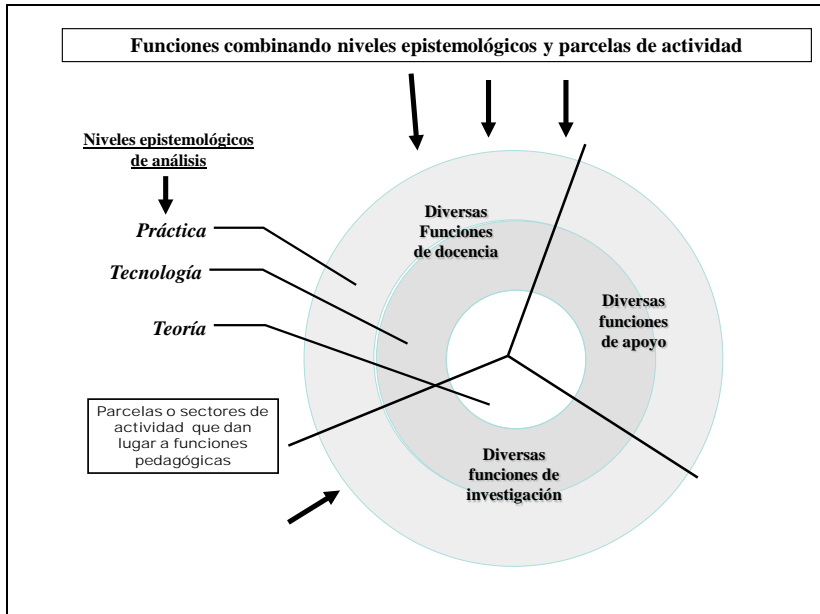 Funciones combinando niveles epistemológicos y parcelas de actividad
Niveles epistemológicos
de análisis
Práctica
Tecnología
Teoría
Diversas
Funciones
de docencia
Diversas
funciones
de apoyo
Parcelas o sectores de
actividad que dan
lugar a funciones
pedagógicas
Diversas
funciones de
investigación